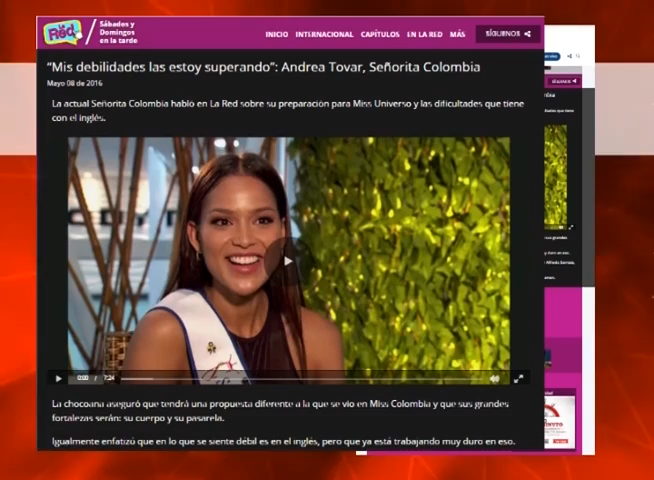 La Red
Sábados y
Domingos
en la tarde
INICIO INTERNACIONAL CAPÍTULOS EN LA RED MÁS SÍGUENOS
“Mis debilidades las estoy superando”: Andrea Tovar, Señorita Colombia
Mayo 08 de 2016
La actual Señorita Colombia habló en La Red sobre su preparación para Miss Universo y las dificultades que tiene
con el inglés.
0:00 / 7:24
La chocoana aseguró que tendrá una propuesta diferente a la que se vio en Miss Colombia y que sus grandes
fortalezas serán: su cuerpo y su pasarela.
Igualmente enfatizó que en lo que se siente débil es en el inglés, pero que ya está trabajando muy duro en eso.